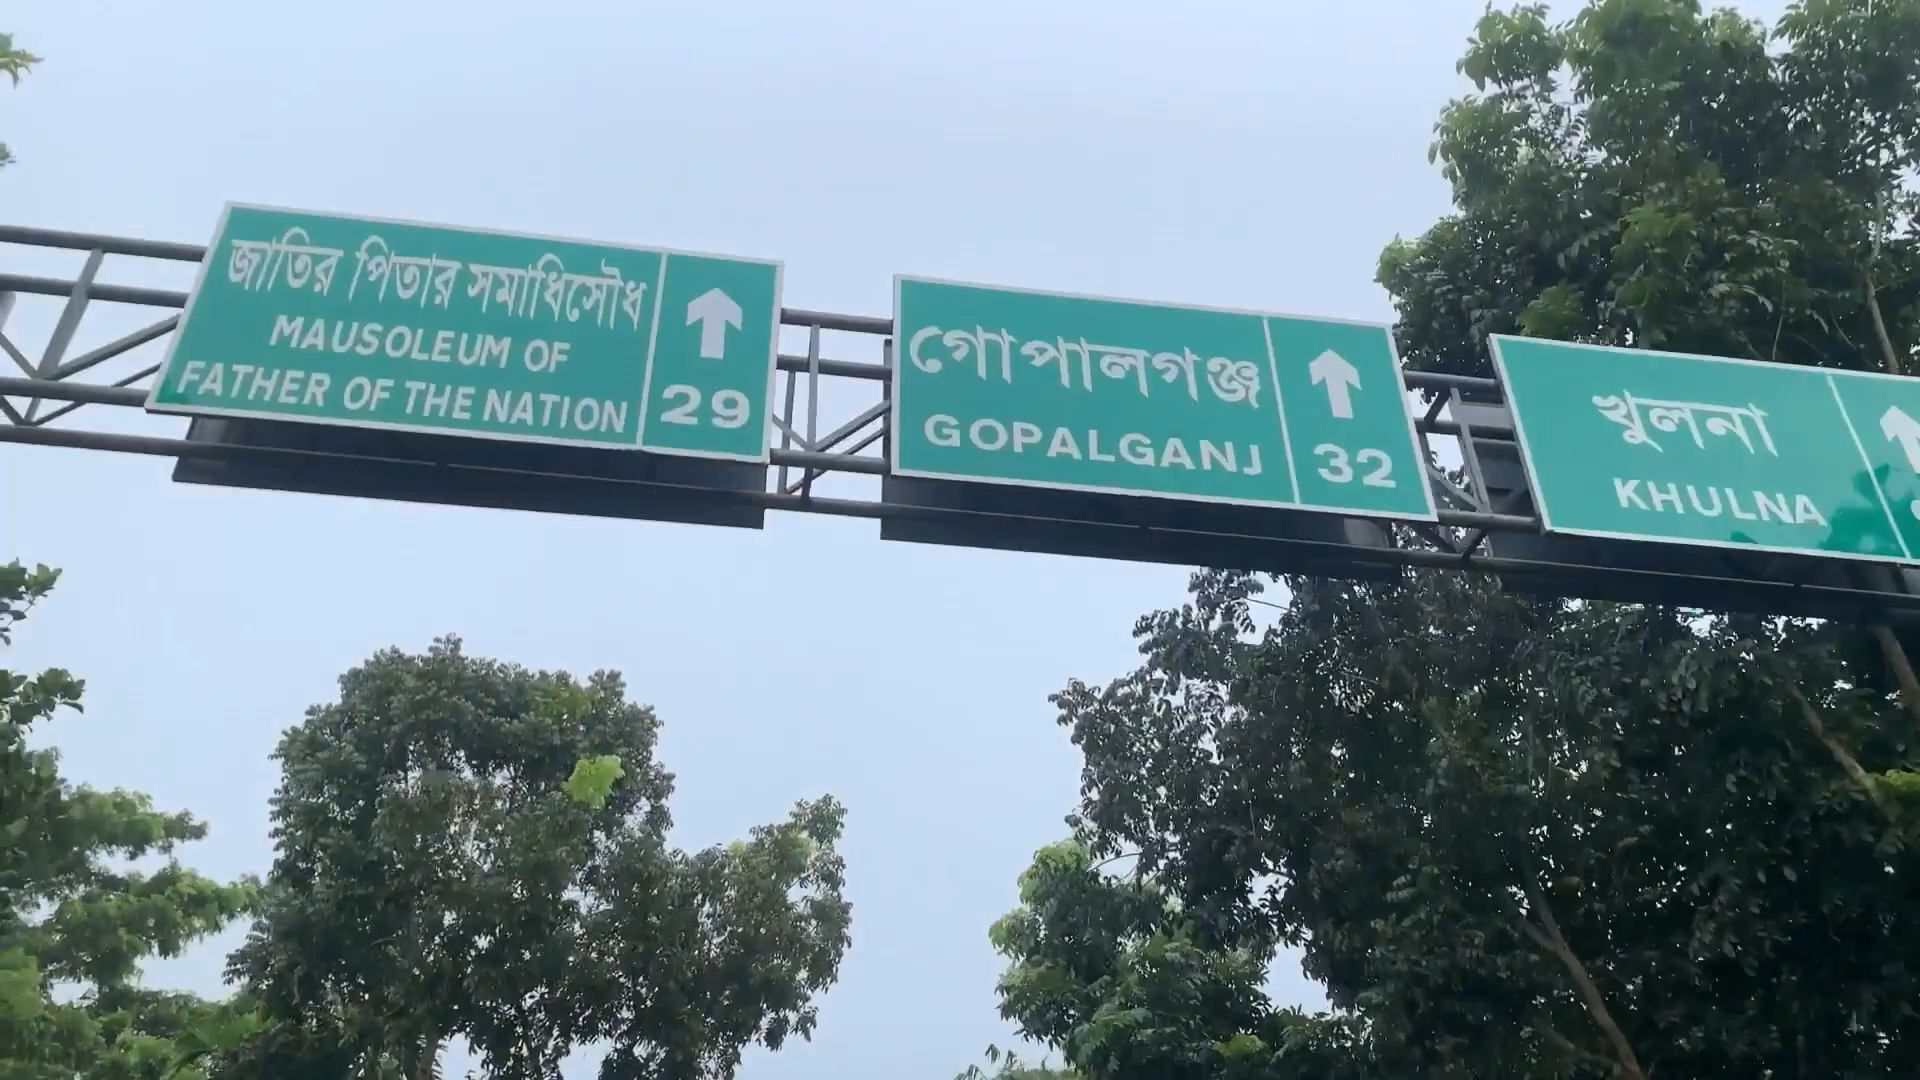 জাতির পিতার সমাধিসৌধ
MAUSOLEUM OF
FATHER OF THE NATION
29
গোপালগঞ্জ
GOPALGANJ
32
খুলনা
KHULNA